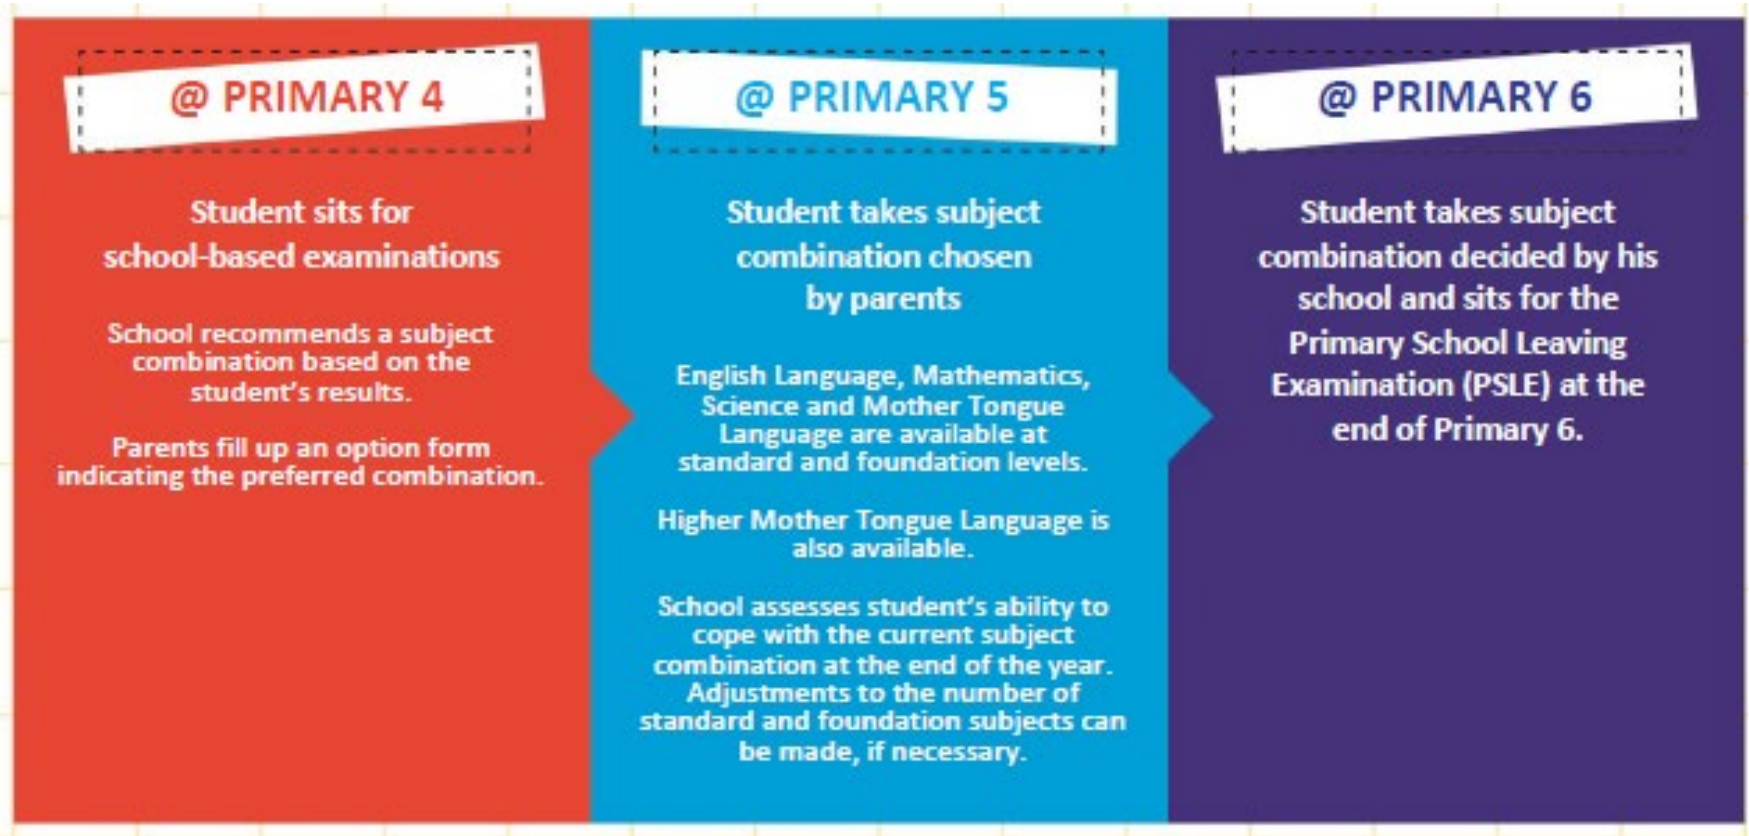 @ PRIMARY 4
Student sits for
school-based examinations
School recommends a subject
combination based on the
student's results.
Parents fill up an option form
indicating the preferred combination.
@ PRIMARY 5
Student takes subject
combination chosen
by parents
English Language, Mathematics,
Science and Mother Tongue
Language are available at
standard and foundation levels.
Higher Mother Tongue Language is
also available.
School assesses student's ability to
cope with the current subject
combination at the end of the year.
Adjustments to the number of
standard and foundation subjects can
be made, if necessary.
@ PRIMARY 6
Student takes subject
combination decided by his
school and sits for the
Primary School Leaving
Examination (PSLE) at the
end of Primary 6.